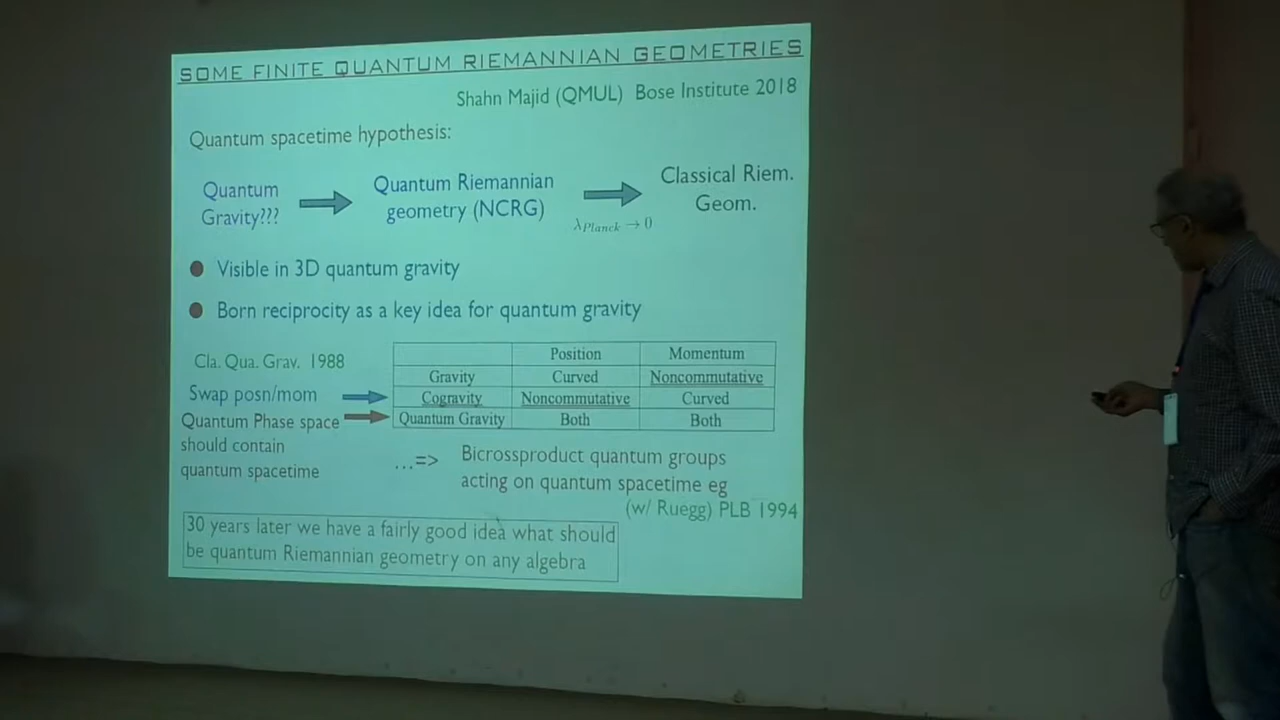 SOME FINITE QUANTUM RIEMANNIAN GEOMETRIES
Shahn Majid (QMUL) Bose Institute 2018
Quantum spacetime hypothesis:
Quantum
Gravity???
Quantum Riemannian
geometry (NCRG)
λPlanck → 0
Classical Riem.
Geom.
Visible in 3D quantum gravity
Born reciprocity as a key idea for quantum gravity
Cla. Qua. Grav. 1988
Swap posn/mom
Quantum Phase space
should contain
quantum spacetime
Position Momentum
Gravity Curved Noncommutative
Cogravity Noncommutative Curved
Quantum Gravity Both Both
...=> Bicrossproduct quantum groups
acting on quantum spacetime eg
(w/ Ruegg) PLB 1994
30 years later we have a fairly good idea what should
be quantum Riemannian geometry on any algebra